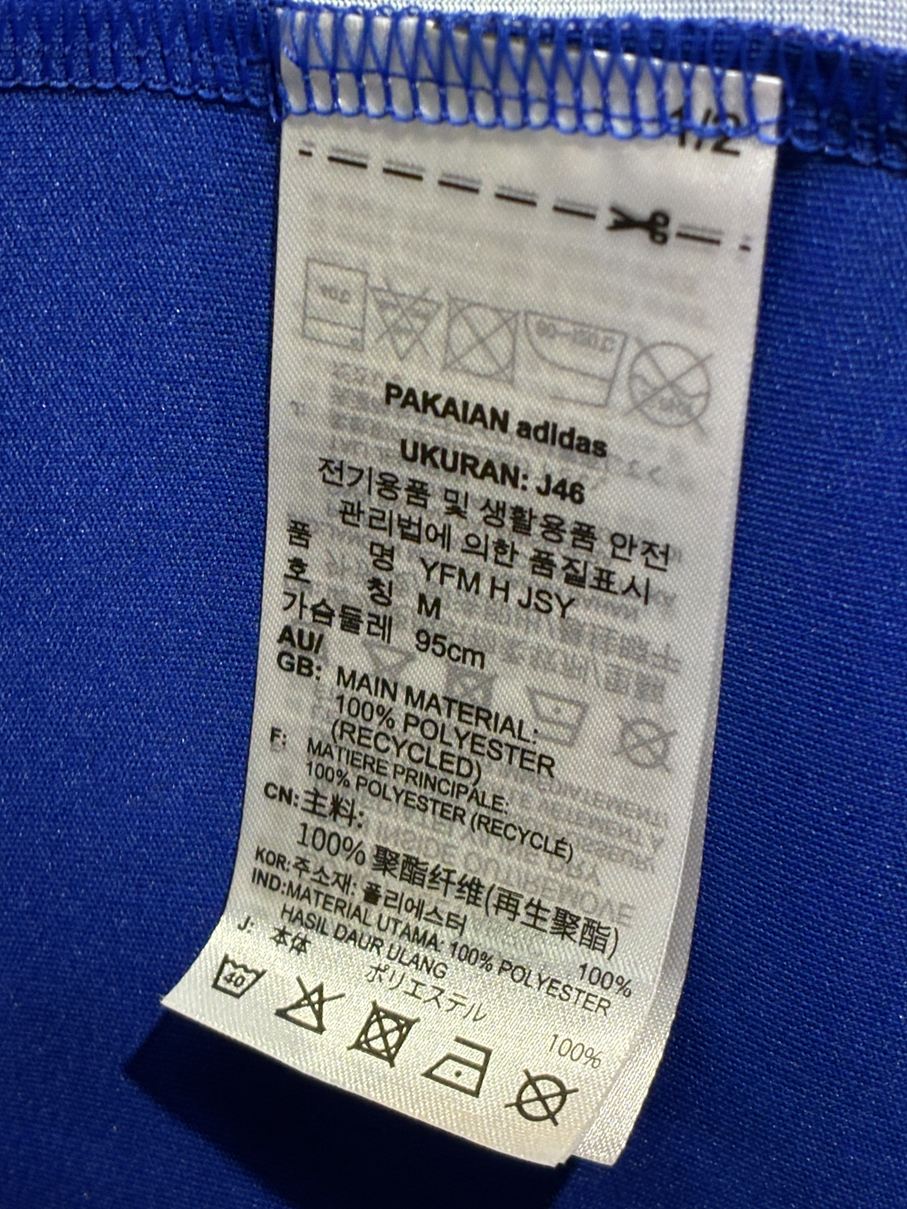 1/2
PAKAIAN adidas
UKURAN: J46
전기용품 및 생활용품 안전
관리법에 의한 품질표시
품 명 YFM H JSY
호 칭 M
가슴둘레 95cm
AU/
GB: MAIN MATERIAL:
100% POLYESTER
(RECYCLED)
F: MATIERE PRINCIPALE:
100% POLYESTER (RECYCLÉ)
CN: 主料:
100% 聚酯纤维(再生聚酯)
KOR: 주소재: 폴리에스터 100%
IND: MATERIAL UTAMA: 100% POLYESTER
HASIL DAUR ULANG
J: 本体
ポリエステル 100%
40